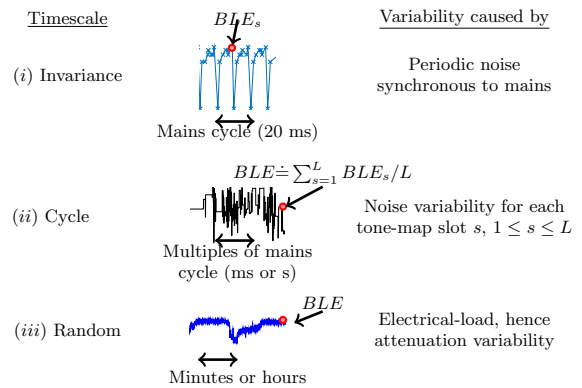 Timescale
BLE_s
Variability caused by
(i) Invariance
Periodic noise
synchronous to mains
Mains cycle (20 ms)
BLE ≐ ∑_{s=1}^{L} BLE_s/L
(ii) Cycle
Noise variability for each
tone-map slot s, 1 ≤ s ≤ L
Multiples of mains
cycle (ms or s)
BLE
(iii) Random
Electrical-load, hence
attenuation variability
Minutes or hours